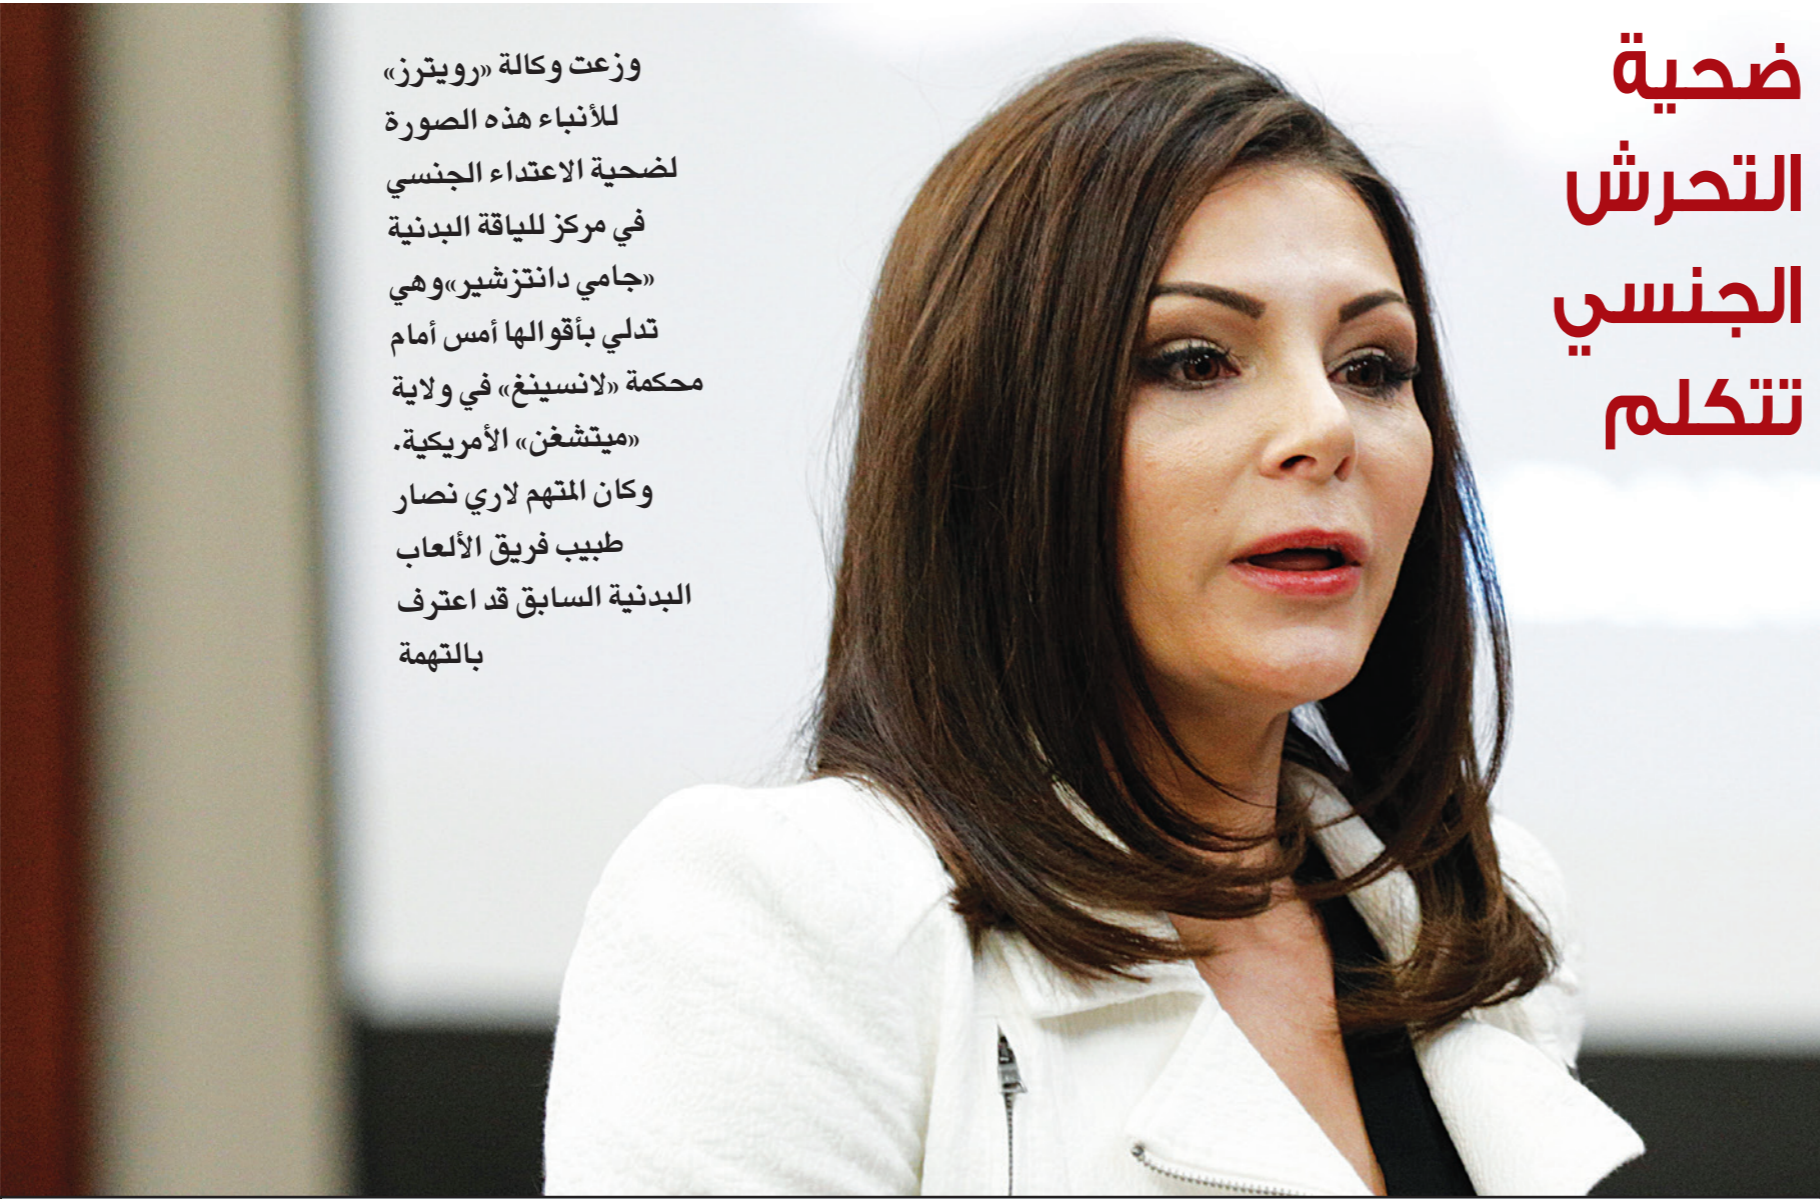 ضحية
التحرش
الجنسي
تتكلم
وزعت وكالة «رويترز»
للأنباء هذه الصورة
لضحية الاعتداء الجنسي
في مركز للياقة البدنية
«جامي دانتزشير»وهي
تدلي بأقوالها أمس أمام
محكمة «لانسينغ» في ولاية
«ميتشغن» الأمريكية.
وكان المتهم لاري نصار
طبيب فريق الألعاب
البدنية السابق قد اعترف
بالتهمة